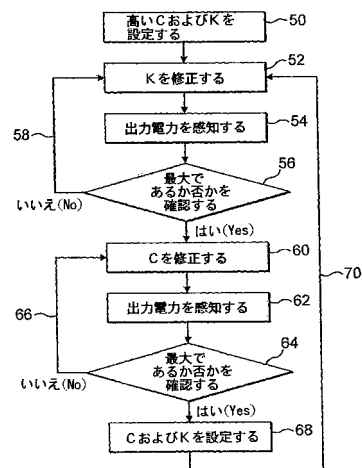 高いCおよびKを
設定する
50
52
Kを修正する
58
出力電力を感知する
54
56
最大で
あるか否かを
確認する
いいえ(No)
はい(Yes)
60
Cを修正する
70
66
出力電力を感知する
62
64
最大で
あるか否かを
確認する
いいえ(No)
はい(Yes)
68
CおよびKを設定する